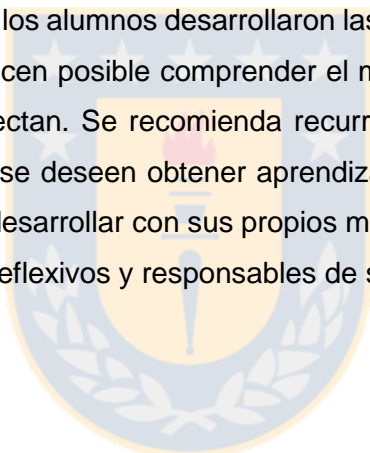 los alumnos desarrollaron las
cen posible comprender el
ectan. Se recomienda recurr
se deseen obtener aprendiza
desarrollar con sus propios m
eflexivos y responsables de s